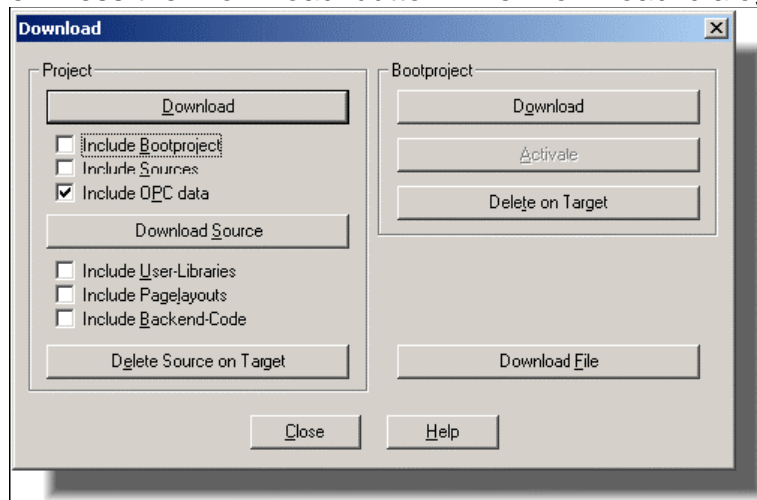 Download
Project
Download
Include Bootproject
Include Sources
Include OPC data
Download Source
Include User-Libraries
Include Pagelayouts
Include Backend-Code
Delete Source on Target
Bootproject
Download
Activate
Delete on Target
Download File
Close
Help